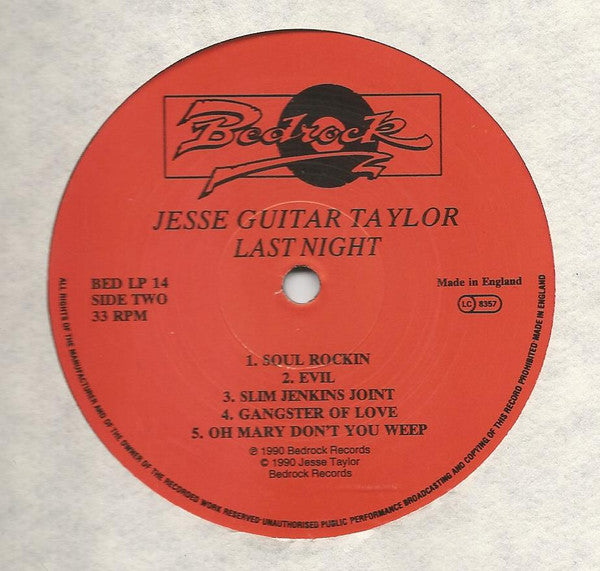 Bedrock
JESSE GUITAR TAYLOR
LAST NIGHT
BED LP 14
SIDE TWO
33 RPM
Made in England
LC 8357
1. SOUL ROCKIN
2. EVIL
3. SLIM JENKINS JOINT
4. GANGSTER OF LOVE
5. OH MARY DON'T YOU WEEP
℗ 1990 Bedrock Records
© 1990 Jesse Taylor
Bedrock Records
ALL RIGHTS OF THE MANUFACTURER AND OF THE OWNER OF THE RECORDED WORK RESERVED·UNAUTHORISED PUBLIC PERFORMANCE BROADCASTING AND COPYING OF THIS RECORD PROHIBITED·MADE IN ENGLAND